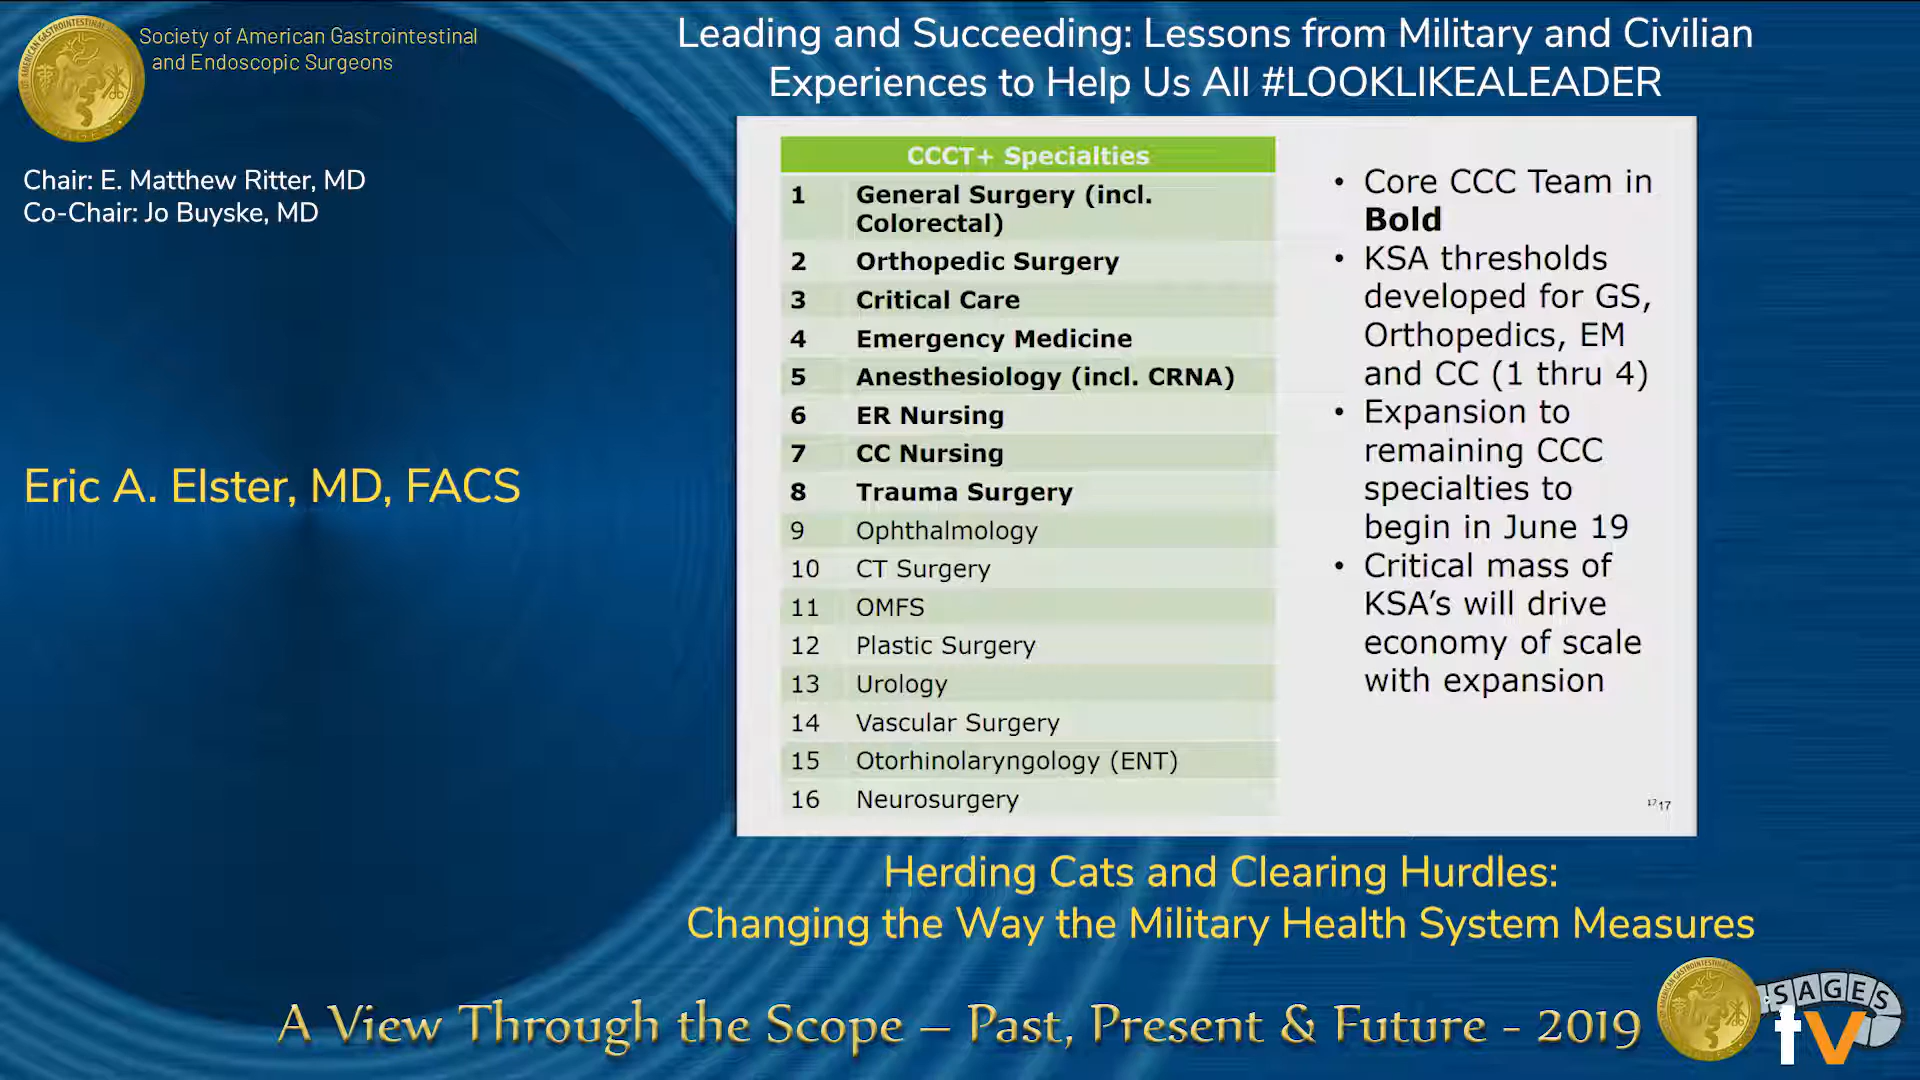 Society of American Gastrointestinal
and Endoscopic Surgeons
Leading and Succeeding: Lessons from Military and Civilian
Experiences to Help Us All #LOOKLIKEALEADER
Chair: E. Matthew Ritter, MD
Co-Chair: Jo Buyske, MD
Eric A. Elster, MD, FACS
CCCT+ Specialties
1 General Surgery (incl.
Colorectal)
2 Orthopedic Surgery
3 Critical Care
4 Emergency Medicine
5 Anesthesiology (incl. CRNA)
6 ER Nursing
7 CC Nursing
8 Trauma Surgery
9 Ophthalmology
10 CT Surgery
11 OMFS
12 Plastic Surgery
13 Urology
14 Vascular Surgery
15 Otorhinolaryngology (ENT)
16 Neurosurgery
• Core CCC Team in
Bold
• KSA thresholds
developed for GS,
Orthopedics, EM
and CC (1 thru 4)
• Expansion to
remaining CCC
specialties to
begin in June 19
• Critical mass of
KSA's will drive
economy of scale
with expansion
17 17
Herding Cats and Clearing Hurdles:
Changing the Way the Military Health System Measures
A View Through the Scope – Past, Present & Future - 2019
SAGES
tv